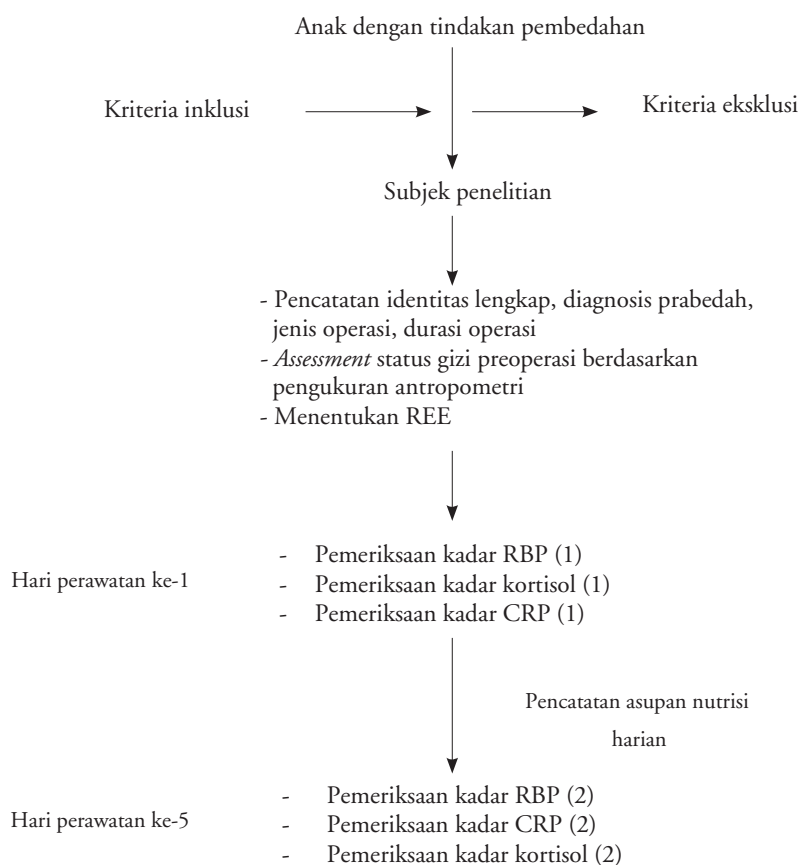 Anak dengan tindakan pembedahan
Kriteria inklusi
Kriteria eksklusi
Subjek penelitian
- Pencatatan identitas lengkap, diagnosis prabedah,
jenis operasi, durasi operasi
- Assessment status gizi preoperasi berdasarkan
pengukuran antropometri
- Menentukan REE
Hari perawatan ke-1
- Pemeriksaan kadar RBP (1)
- Pemeriksaan kadar kortisol (1)
- Pemeriksaan kadar CRP (1)
Pencatatan asupan nutrisi
harian
Hari perawatan ke-5
- Pemeriksaan kadar RBP (2)
- Pemeriksaan kadar CRP (2)
- Pemeriksaan kadar kortisol (2)